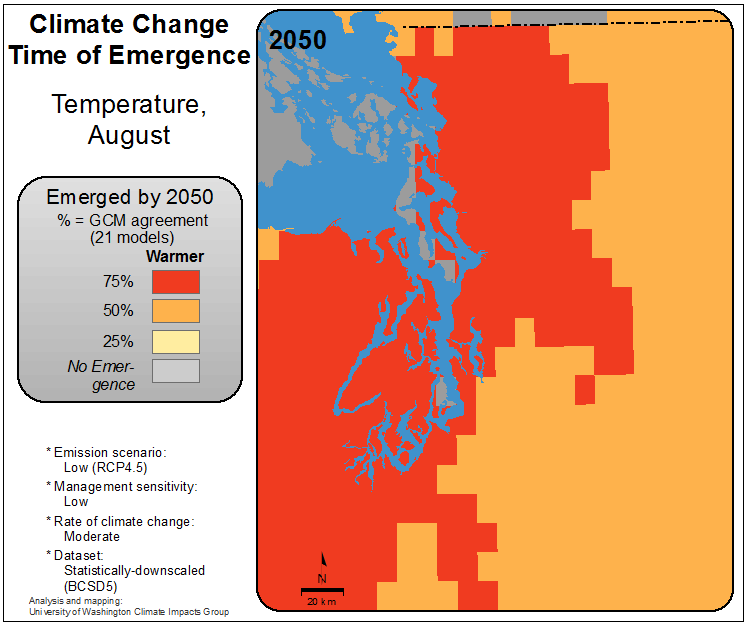 Climate Change
Time of Emergence
Temperature,
August
Emerged by 2050
% = GCM agreement
(21 models)
Warmer
75%
50%
25%
No Emer-
gence
* Emission scenario:
Low (RCP4.5)
* Management sensitivity:
Low
* Rate of climate change:
Moderate
* Dataset:
Statistically-downscaled
(BCSD5)
Analysis and mapping:
University of Washington Climate Impacts Group
2050
N
20 km